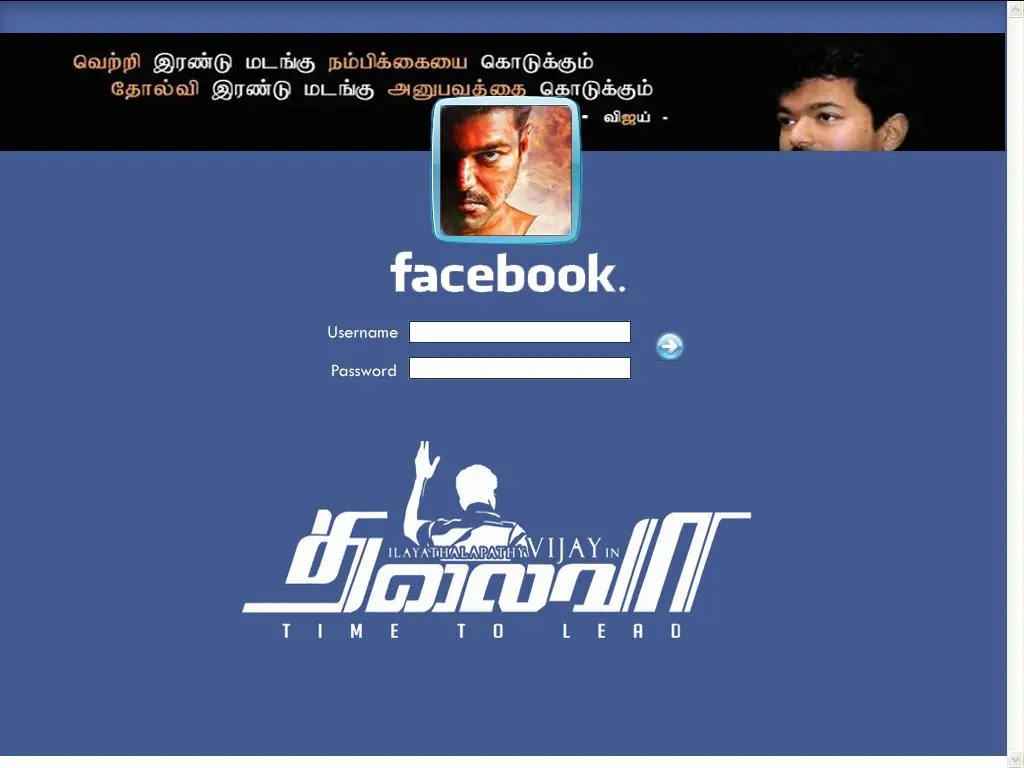 வெற்றி இரண்டு மடங்கு நம்பிக்கையை கொடுக்கும்
தோல்வி இரண்டு மடங்கு அனுபவத்தை கொடுக்கும்
- விஜய் -
facebook.
Username
Password
ILAYATHALAPATHY VIJAY IN
தலைவா
TIME TO LEAD